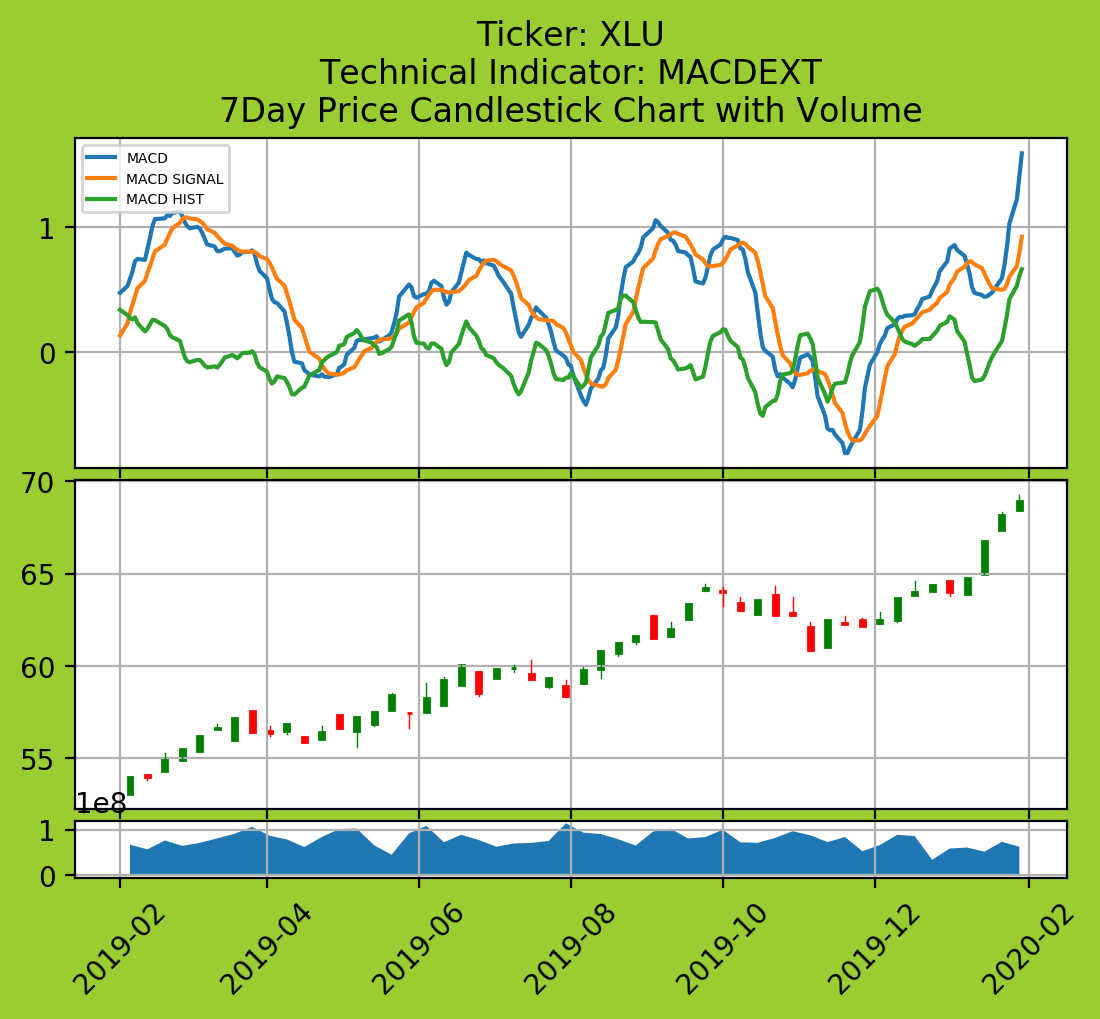 Ticker: XLU
Technical Indicator: MACDEXT
7Day Price Candlestick Chart with Volume
MACD
MACD SIGNAL
MACD HIST
1
0
70
65
60
55
1e8
1
0
2019-02
2019-04
2019-06
2019-08
2019-10
2019-12
2020-02